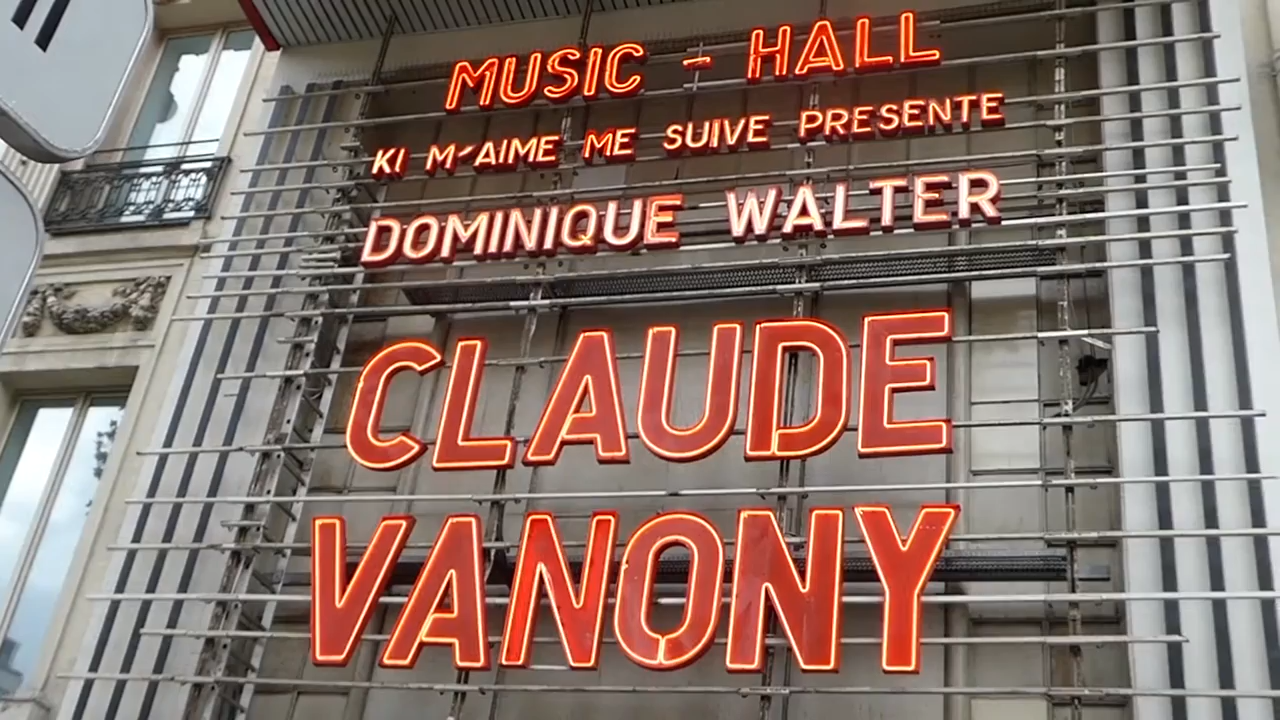 MUSIC - HALL
KI M'AIME ME SUIVE PRESENTE
DOMINIQUE WALTER
CLAUDE
VANONY